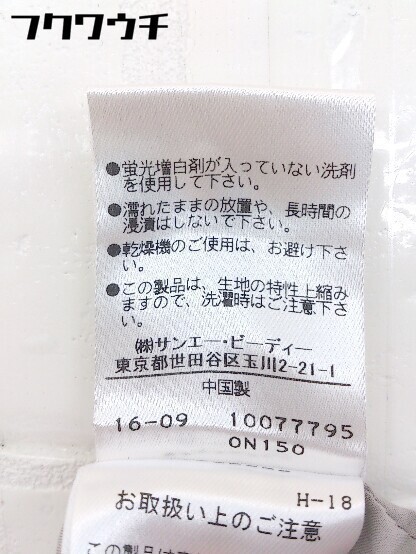 フクワウチ
●蛍光増白剤が入っていない洗剤
を使用して下さい。
●濡れたままの放置や、長時間の
浸漬はしないで下さい。
●乾燥機のご使用は、お避け下さ
い。
●この製品は、生地の特性上縮み
ますので、洗濯時はご注意下さ
い。
㈱サンエー・ビーディー
東京都世田谷区玉川2-21-1
中国製
16-09 10077795
ON150
H-18
お取扱い上のご注意
この製品は